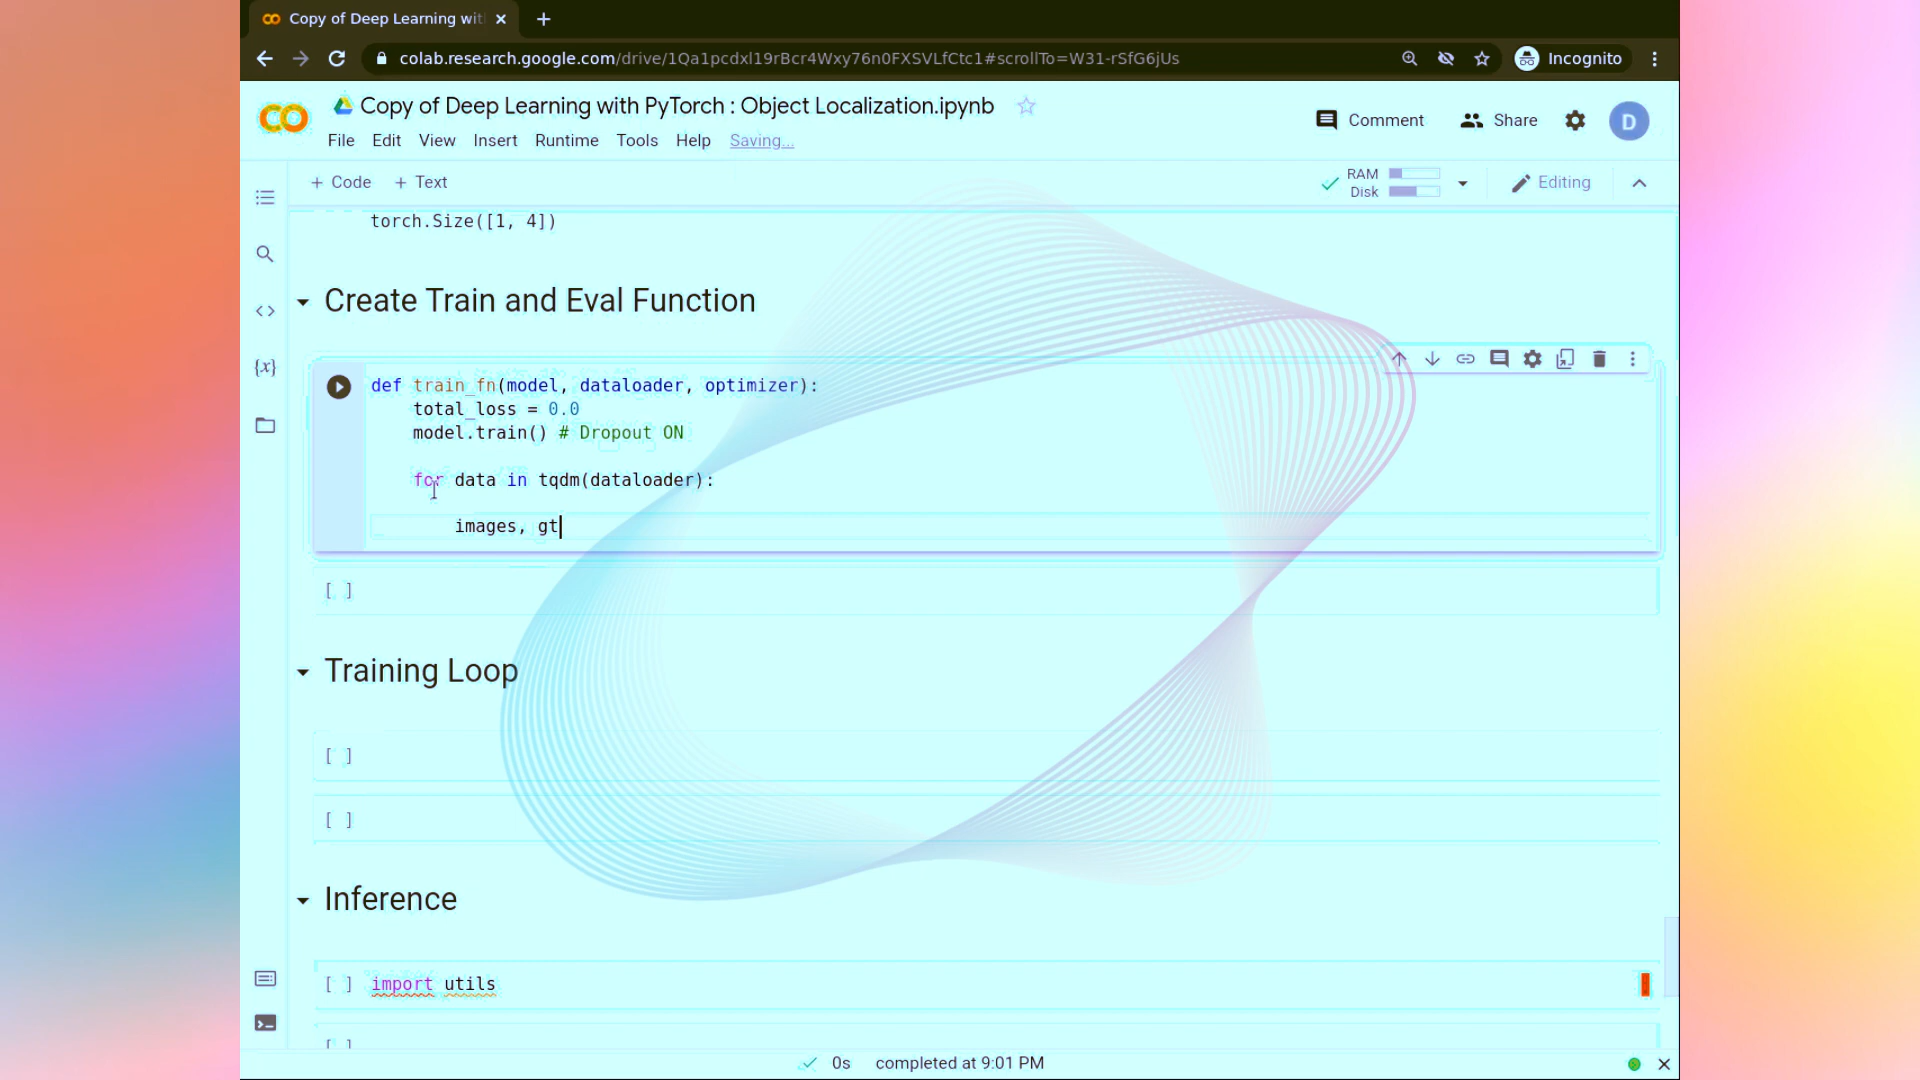 Copy of Deep Learning wit
colab.research.google.com/drive/1Qa1pcdxl19rBcr4Wxy76n0FXSVLfCtc1#scrollTo=W31-rSfG6jUs
Incognito
Copy of Deep Learning with PyTorch : Object Localization.ipynb
Comment
Share
D
File Edit View Insert Runtime Tools Help Saving...
+ Code + Text
RAM
Disk
Editing
torch.Size([1, 4])
Create Train and Eval Function
def train_fn(model, dataloader, optimizer):
total_loss = 0.0
model.train() # Dropout ON
for data in tqdm(dataloader):
images, gt
[ ]
Training Loop
[ ]
[ ]
Inference
[ ] import utils
[ ]
0s completed at 9:01 PM